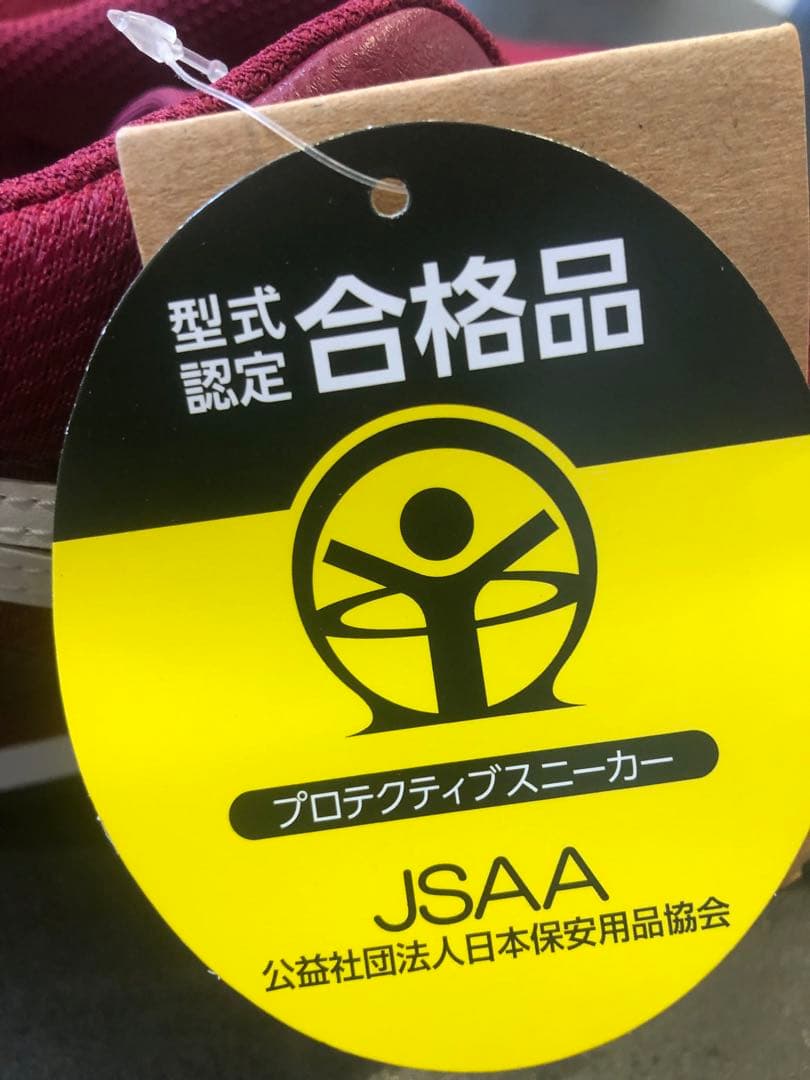 型式認定 合格品
プロテクティブスニーカー
JSAA
公益社団法人日本保安用品協会